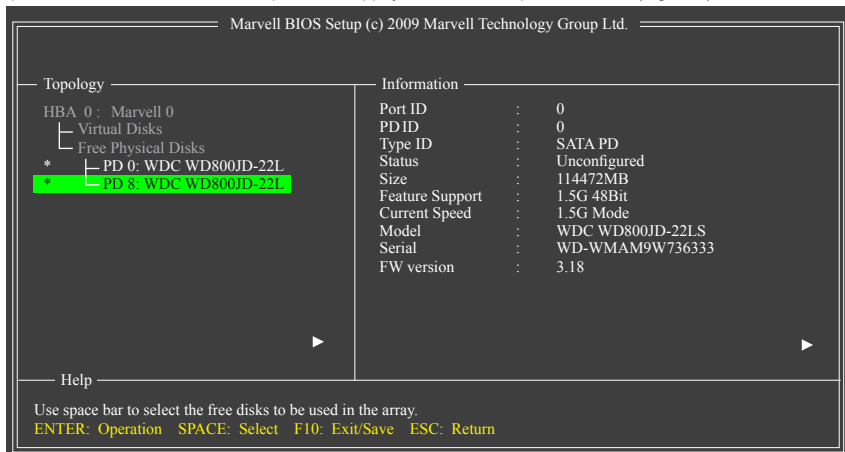 Marvell BIOS Setup (c) 2009 Marvell Technology Group Ltd.
Topology
HBA 0 : Marvell 0
Virtual Disks
Free Physical Disks
* PD 0: WDC WD800JD-22L
* PD 8: WDC WD800JD-22L
Information
Port ID : 0
PD ID : 0
Type ID : SATA PD
Status : Unconfigured
Size : 114472MB
Feature Support : 1.5G 48Bit
Current Speed : 1.5G Mode
Model : WDC WD800JD-22LS
Serial : WD-WMAM9W736333
FW version : 3.18
Help
Use space bar to select the free disks to be used in the array.
ENTER: Operation SPACE: Select F10: Exit/Save ESC: Return